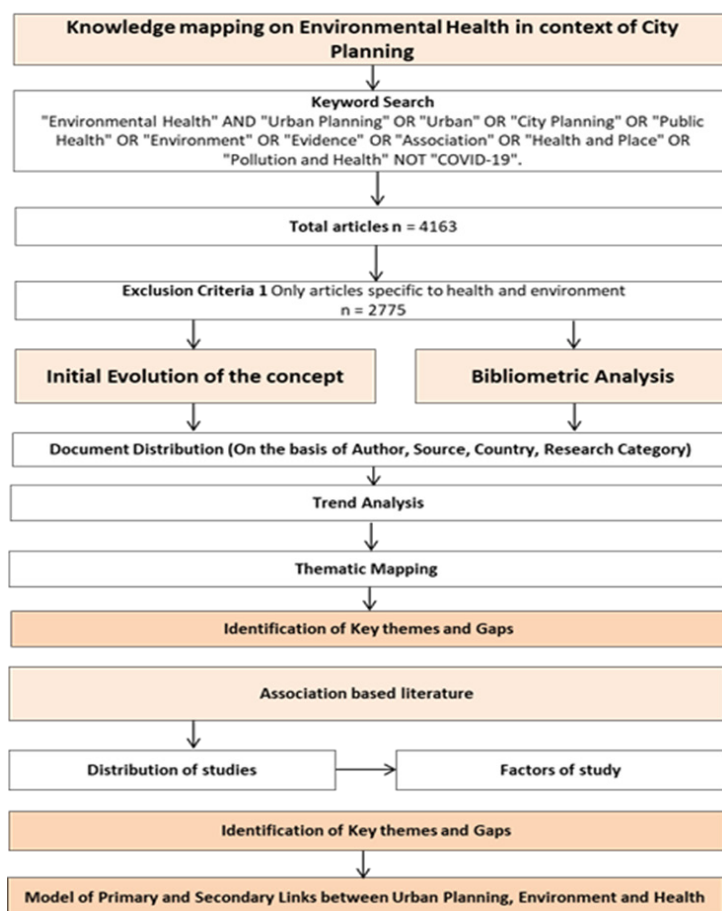 Knowledge mapping on Environmental Health in context of City
Planning
Keyword Search
"Environmental Health" AND "Urban Planning" OR "Urban" OR "City Planning" OR "Public
Health" OR "Environment" OR "Evidence" OR "Association" OR "Health and Place" OR
"Pollution and Health" NOT "COVID-19".
Total articles n = 4163
Exclusion Criteria 1 Only articles specific to health and environment
n = 2775
Initial Evolution of the concept
Bibliometric Analysis
Document Distribution (On the basis of Author, Source, Country, Research Category)
Trend Analysis
Thematic Mapping
Identification of Key themes and Gaps
Association based literature
Distribution of studies
Factors of study
Identification of Key themes and Gaps
Model of Primary and Secondary Links between Urban Planning, Environment and Health